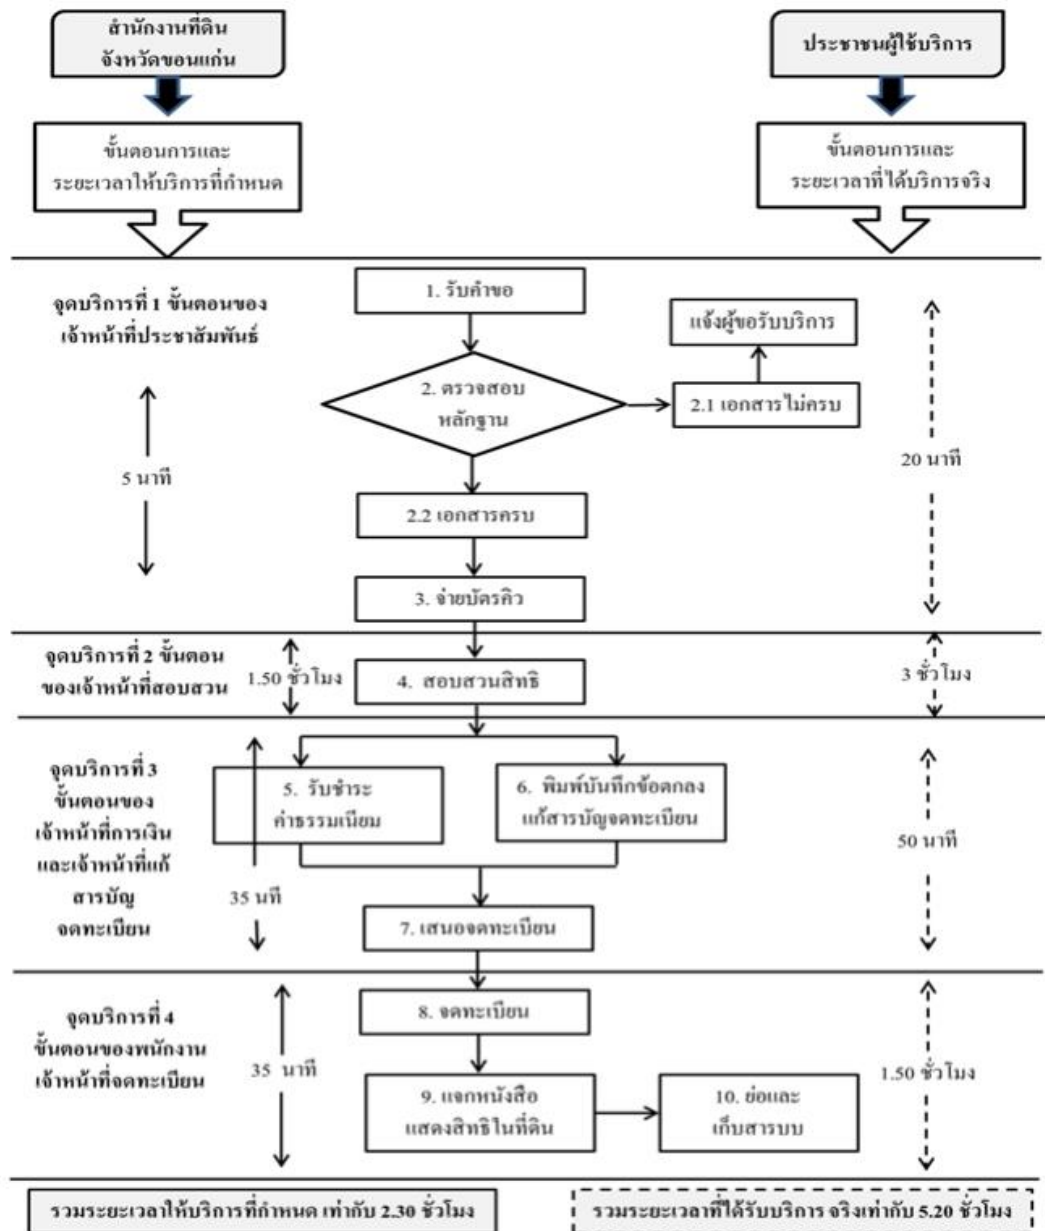 สำนักงานที่ดิน
จังหวัดขอนแก่น
ประชาชนผู้ใช้บริการ
ขั้นตอนการและ
ระยะเวลาให้บริการที่กำหนด
ขั้นตอนการและ
ระยะเวลาที่ได้บริการจริง
จุดบริการที่ 1 ขั้นตอนของ
เจ้าหน้าที่ประชาสัมพันธ์
5 นาที
1. รับคำขอ
2. ตรวจสอบ
หลักฐาน
แจ้งผู้ขอรับบริการ
2.1 เอกสารไม่ครบ
2.2 เอกสารครบ
3. จ่ายบัตรคิว
20 นาที
จุดบริการที่ 2 ขั้นตอน
ของเจ้าหน้าที่สอบสวน
1.50 ชั่วโมง
4. สอบสวนสิทธิ
3 ชั่วโมง
จุดบริการที่ 3
ขั้นตอนของ
เจ้าหน้าที่การเงิน
และเจ้าหน้าที่แก้
สารบัญ
จดทะเบียน
35 นที
5. รับชำระ
ค่าธรรมเนียม
6. พิมพ์บันทึกข้อตกลง
แก้สารบัญจดทะเบียน
7. เสนอจดทะเบียน
50 นาที
จุดบริการที่ 4
ขั้นตอนของพนักงาน
เจ้าหน้าที่จดทะเบียน
35 นาที
8. จดทะเบียน
9. แจกหนังสือ
แสดงสิทธิในที่ดิน
10. ย่อและ
เก็บสารบบ
1.50 ชั่วโมง
รวมระยะเวลาให้บริการที่กำหนด เท่ากับ 2.30 ชั่วโมง
รวมระยะเวลาที่ได้รับบริการ จริงเท่ากับ 5.20 ชั่วโมง